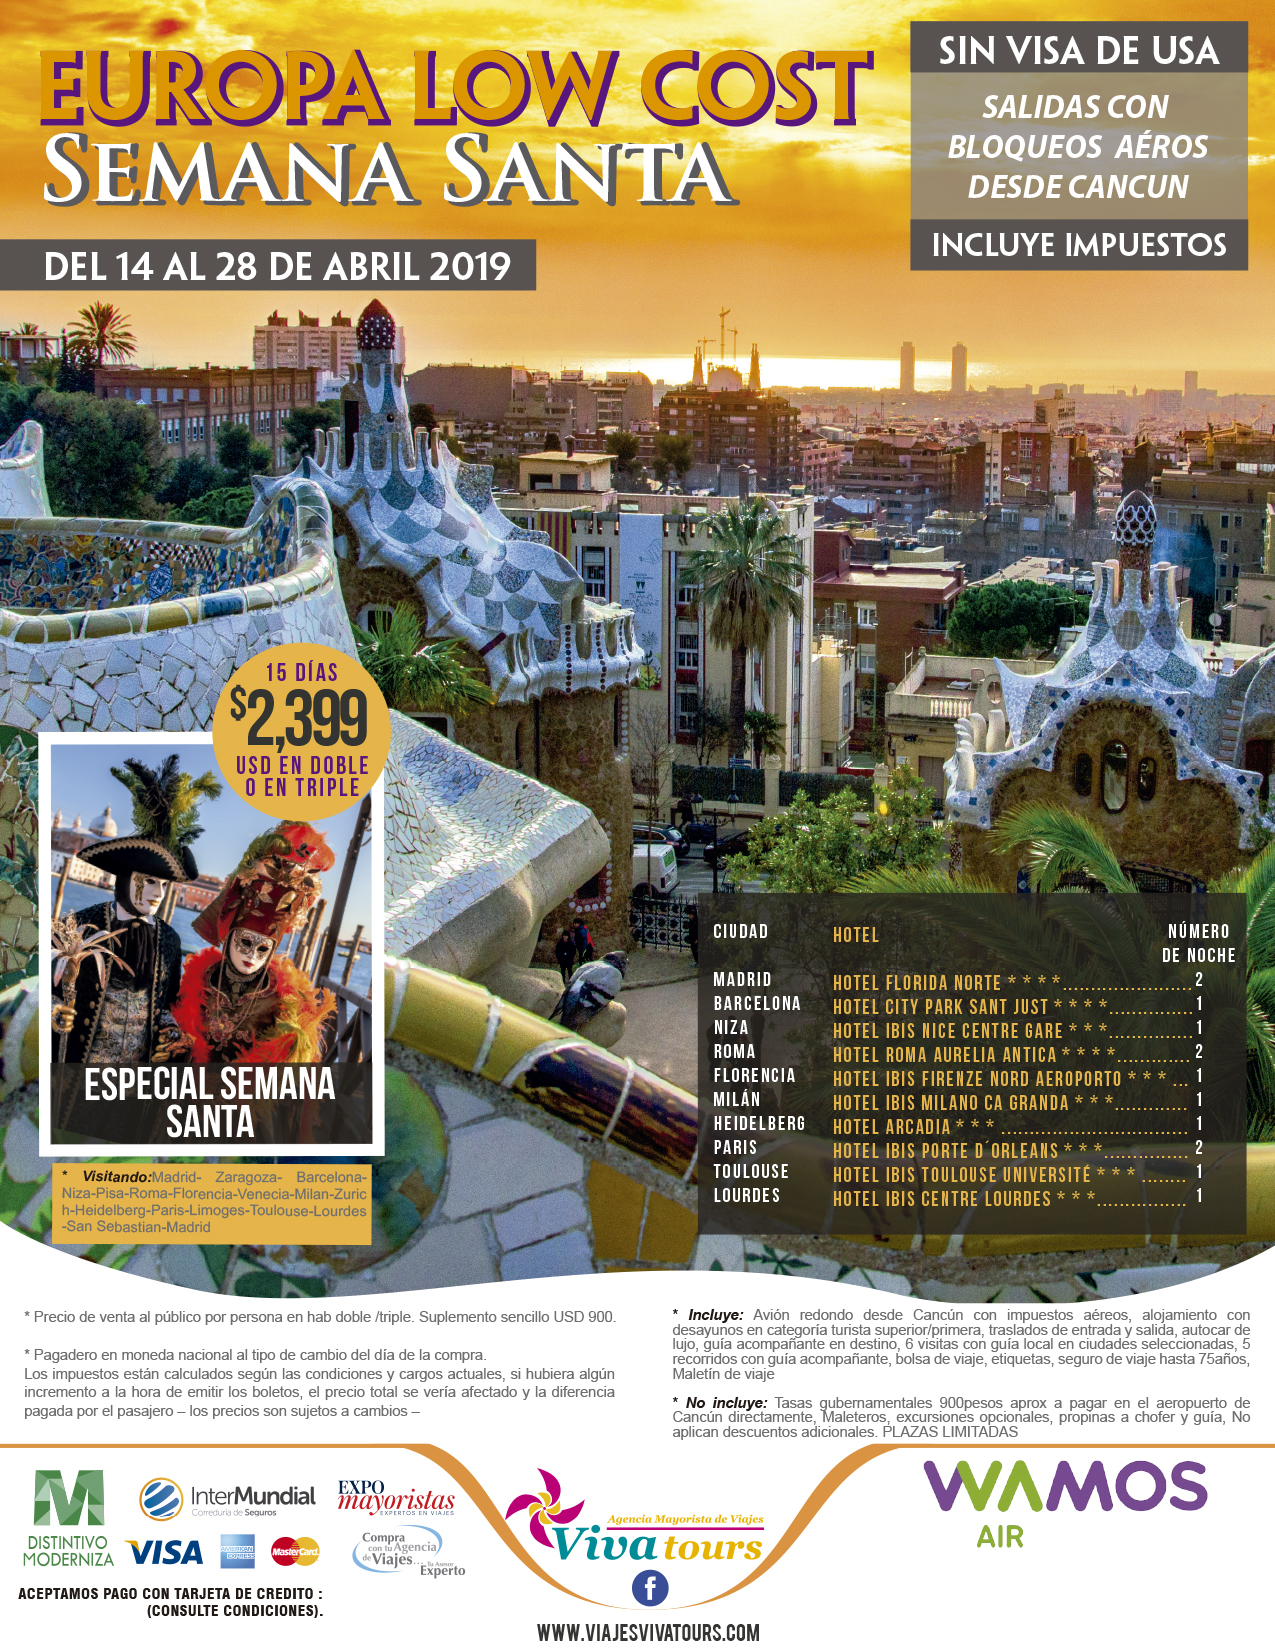 EUROPA LOW COST
SEMANA SANTA
DEL 14 AL 28 DE ABRIL 2019
SIN VISA DE USA
SALIDAS CON
BLOQUEOS AÉROS
DESDE CANCUN
INCLUYE IMPUESTOS
15 DÍAS
$2,399
USD EN DOBLE
O EN TRIPLE
ESPECIAL SEMANA
SANTA
* Visitando:Madrid- Zaragoza- Barcelona-
Niza-Pisa-Roma-Florencia-Venecia-Milan-Zuric
h-Heidelberg-Paris-Limoges-Toulouse-Lourdes
-San Sebastian-Madrid
CIUDAD HOTEL NÚMERO
DE NOCHE
MADRID HOTEL FLORIDA NORTE * * * *....................... 2
BARCELONA HOTEL CITY PARK SANT JUST * * * *............... 1
NIZA HOTEL IBIS NICE CENTRE GARE * * *............... 1
ROMA HOTEL ROMA AURELIA ANTICA * * * *............. 2
FLORENCIA HOTEL IBIS FIRENZE NORD AEROPORTO * * * ... 1
MILÁN HOTEL IBIS MILANO CA GRANDA * * *............. 1
HEIDELBERG HOTEL ARCADIA * * * ................................. 1
PARIS HOTEL IBIS PORTE D´ORLEANS * * *............... 2
TOULOUSE HOTEL IBIS TOULOUSE UNIVERSITÉ * * * ........ 1
LOURDES HOTEL IBIS CENTRE LOURDES * * *................ 1
* Precio de venta al público por persona en hab doble /triple. Suplemento sencillo USD 900.
* Pagadero en moneda nacional al tipo de cambio del día de la compra.
Los impuestos están calculados según las condiciones y cargos actuales, si hubiera algún
incremento a la hora de emitir los boletos, el precio total se vería afectado y la diferencia
pagada por el pasajero – los precios son sujetos a cambios –
* Incluye: Avión redondo desde Cancún con impuestos aéreos, alojamiento con
desayunos en categoría turista superior/primera, traslados de entrada y salida, autocar de
lujo, guía acompañante en destino, 6 visitas con guía local en ciudades seleccionadas, 5
recorridos con guía acompañante, bolsa de viaje, etiquetas, seguro de viaje hasta 75años,
Maletín de viaje
* No incluye: Tasas gubernamentales 900pesos aprox a pagar en el aeropuerto de
Cancún directamente, Maleteros, excursiones opcionales, propinas a chofer y guía, No
aplican descuentos adicionales. PLAZAS LIMITADAS
M
DISTINTIVO
MODERNIZA
InterMundial
Correduría de Seguros
EXPO
mayoristas
EXPERTOS EN VIAJES
VISA
AMERICAN
EXPRESS
MasterCard
Compra
con tu Agencia
de Viajes... Tu Asesor
Experto
ACEPTAMOS PAGO CON TARJETA DE CREDITO :
(CONSULTE CONDICIONES).
Agencia Mayorista de Viajes
Viva tours
f
WWW.VIAJESVIVATOURS.COM
WAMOS
AIR